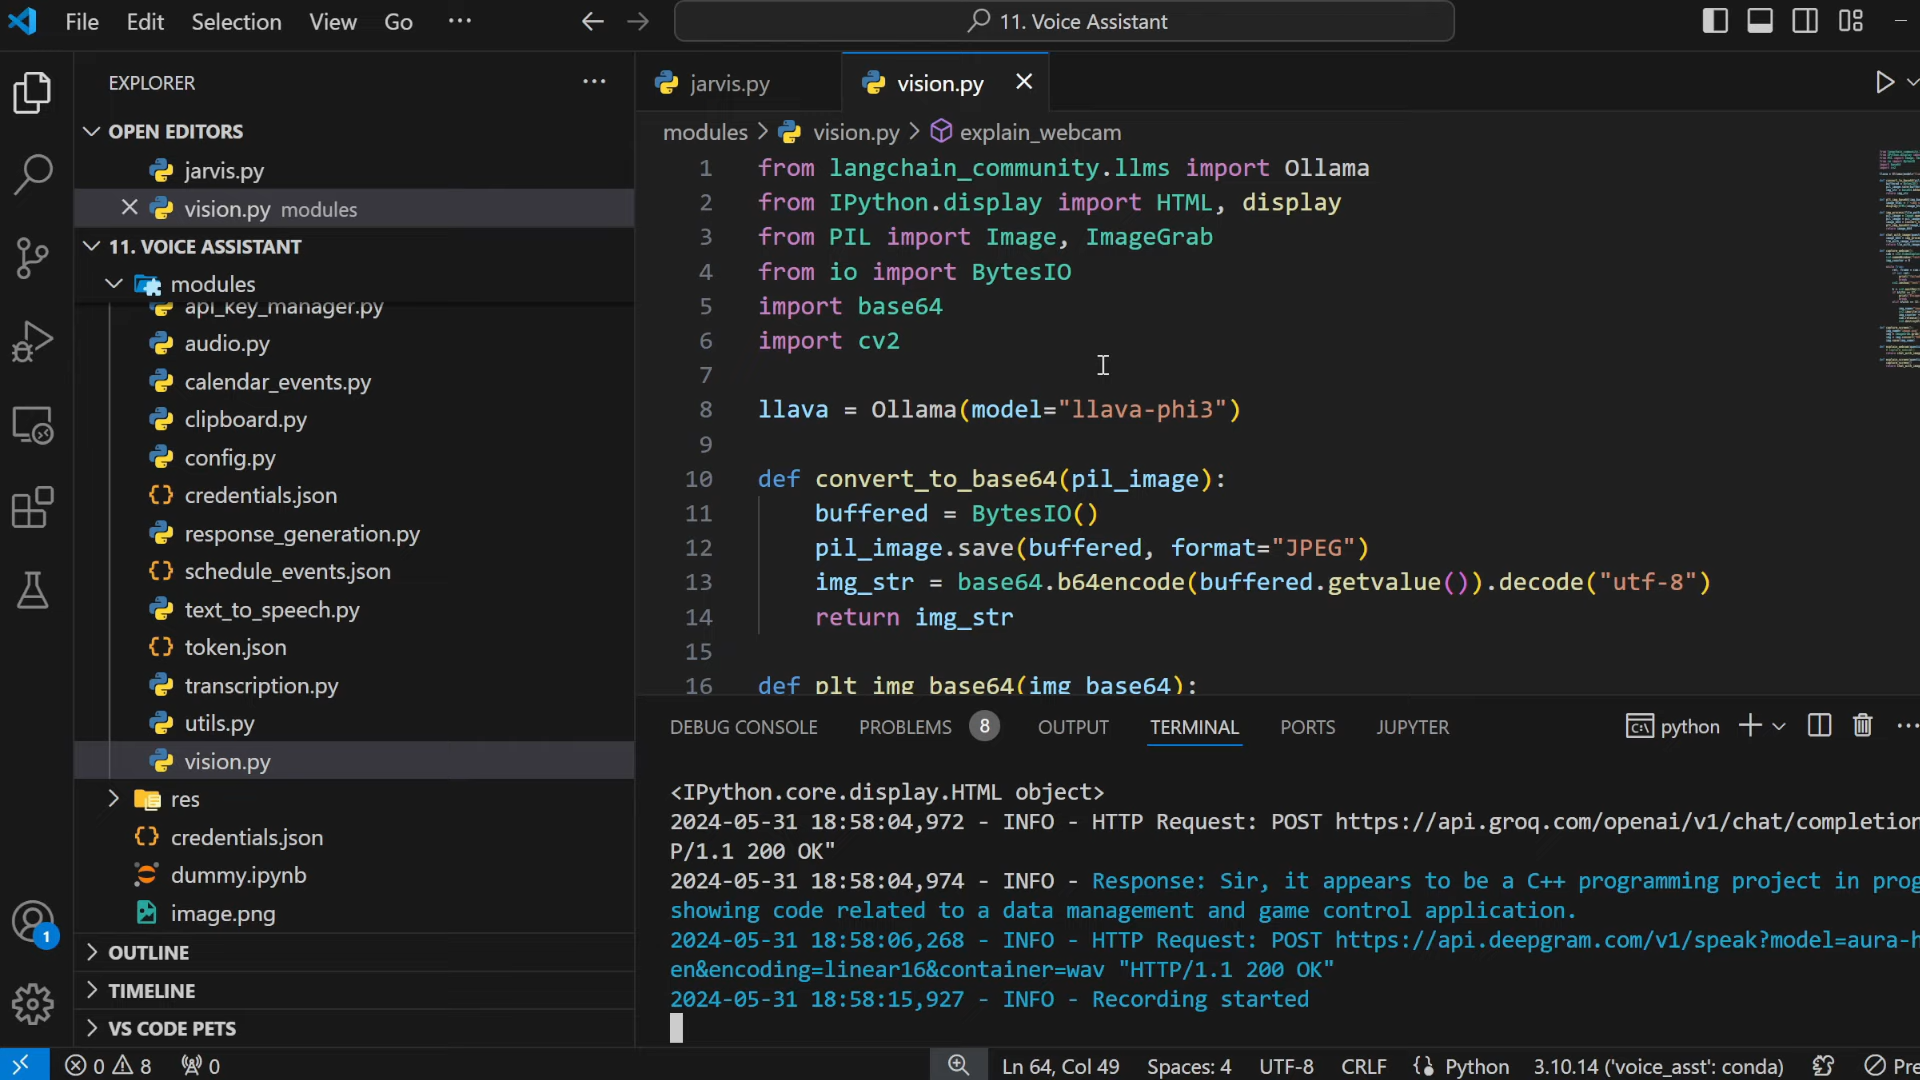 File Edit Selection View Go ...
11. Voice Assistant
EXPLORER
OPEN EDITORS
jarvis.py
vision.py modules
11. VOICE ASSISTANT
modules
api_key_manager.py
audio.py
calendar_events.py
clipboard.py
config.py
credentials.json
response_generation.py
schedule_events.json
text_to_speech.py
token.json
transcription.py
utils.py
vision.py
res
credentials.json
dummy.ipynb
image.png
OUTLINE
TIMELINE
VS CODE PETS
jarvis.py vision.py
modules > vision.py > explain_webcam
1 from langchain_community.llms import Ollama
2 from IPython.display import HTML, display
3 from PIL import Image, ImageGrab
4 from io import BytesIO
5 import base64
6 import cv2
7
8 llava = Ollama(model="llava-phi3")
9
10 def convert_to_base64(pil_image):
11 buffered = BytesIO()
12 pil_image.save(buffered, format="JPEG")
13 img_str = base64.b64encode(buffered.getvalue()).decode("utf-8")
14 return img_str
15
16 def plt_img_base64(img_base64):
DEBUG CONSOLE PROBLEMS 8 OUTPUT TERMINAL PORTS JUPYTER
python
<IPython.core.display.HTML object>
2024-05-31 18:58:04,972 - INFO - HTTP Request: POST https://api.groq.com/openai/v1/chat/completion
P/1.1 200 OK"
2024-05-31 18:58:04,974 - INFO - Response: Sir, it appears to be a C++ programming project in prog
showing code related to a data management and game control application.
2024-05-31 18:58:06,268 - INFO - HTTP Request: POST https://api.deepgram.com/v1/speak?model=aura-h
en&encoding=linear16&container=wav "HTTP/1.1 200 OK"
2024-05-31 18:58:15,927 - INFO - Recording started
1
0 8 0 Ln 64, Col 49 Spaces: 4 UTF-8 CRLF Python 3.10.14 ('voice_asst': conda) Pre